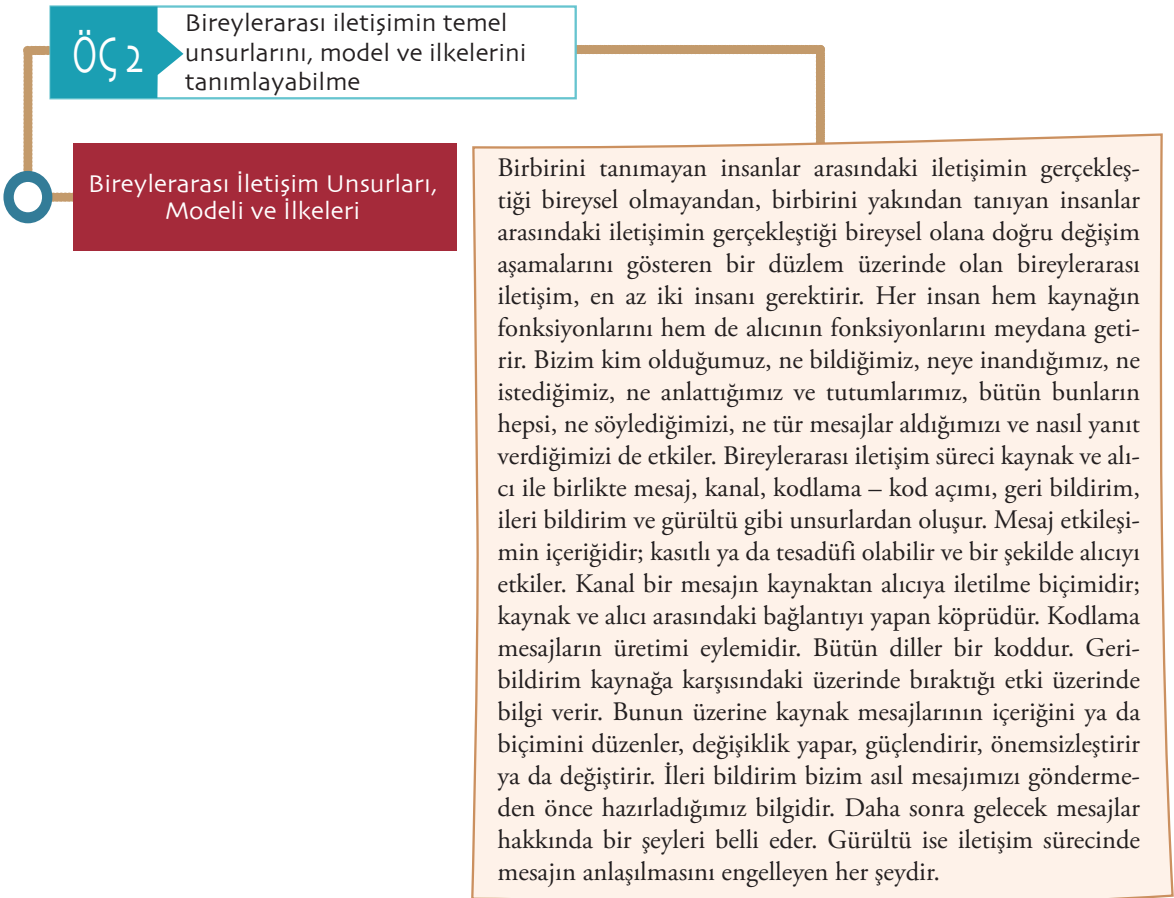 ÖÇ 2
Bireylerarası iletişimin temel
unsurlarını, model ve ilkelerini
tanımlayabilme
Bireylerarası İletişim Unsurları,
Modeli ve İlkeleri
Birbirini tanımayan insanlar arasındaki iletişimin gerçekleş-
tiği bireysel olmayandan, birbirini yakından tanıyan insanlar
arasındaki iletişimin gerçekleştiği bireysel olana doğru değişim
aşamalarını gösteren bir düzlem üzerinde olan bireylerarası
iletişim, en az iki insanı gerektirir. Her insan hem kaynağın
fonksiyonlarını hem de alıcının fonksiyonlarını meydana geti-
rir. Bizim kim olduğumuz, ne bildiğimiz, neye inandığımız, ne
istediğimiz, ne anlattığımız ve tutumlarımız, bütün bunların
hepsi, ne söylediğimizi, ne tür mesajlar aldığımızı ve nasıl yanıt
verdiğimizi de etkiler. Bireylerarası iletişim süreci kaynak ve alı-
cı ile birlikte mesaj, kanal, kodlama – kod açımı, geri bildirim,
ileri bildirim ve gürültü gibi unsurlardan oluşur. Mesaj etkileşi-
min içeriğidir; kasıtlı ya da tesadüfi olabilir ve bir şekilde alıcıyı
etkiler. Kanal bir mesajın kaynaktan alıcıya iletilme biçimidir;
kaynak ve alıcı arasındaki bağlantıyı yapan köprüdür. Kodlama
mesajların üretimi eylemidir. Bütün diller bir koddur. Geri-
bildirim kaynağa karşısındaki üzerinde bıraktığı etki üzerinde
bilgi verir. Bunun üzerine kaynak mesajlarının içeriğini ya da
biçimini düzenler, değişiklik yapar, güçlendirir, önemsizleştirir
ya da değiştirir. İleri bildirim bizim asıl mesajımızı gönderme-
den önce hazırladığımız bilgidir. Daha sonra gelecek mesajlar
hakkında bir şeyleri belli eder. Gürültü ise iletişim sürecinde
mesajın anlaşılmasını engelleyen her şeydir.